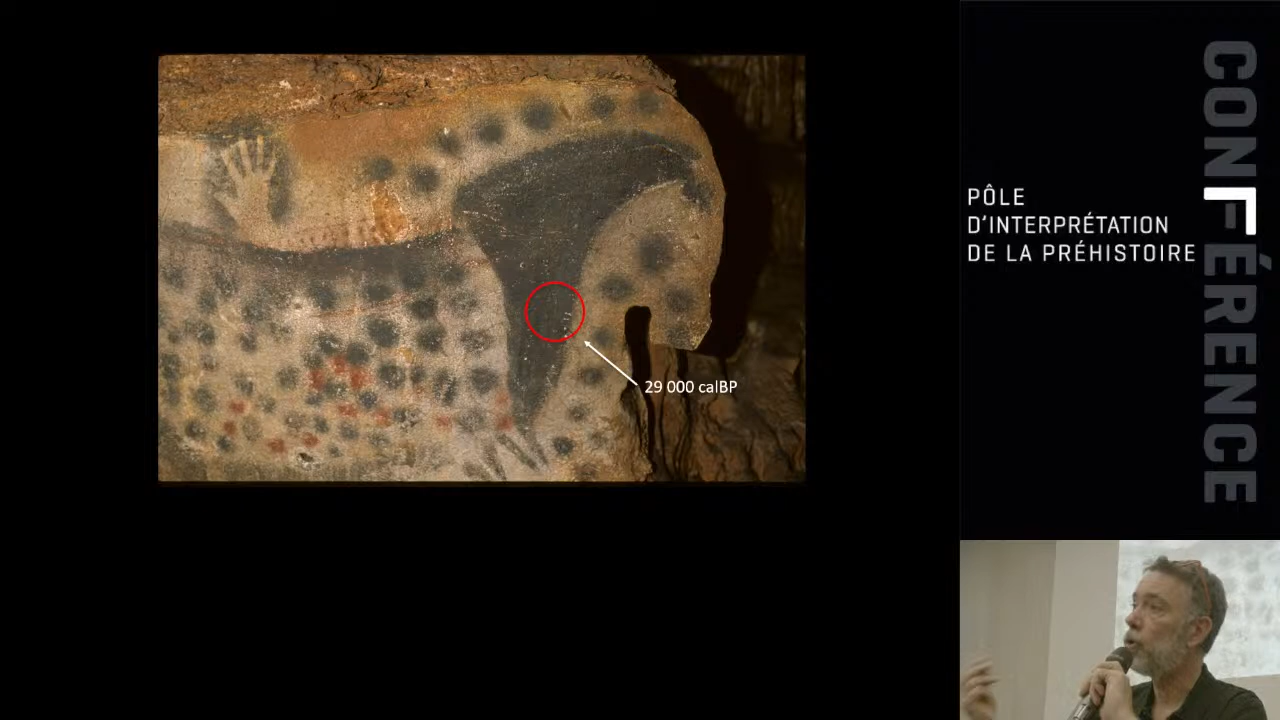 29 000 calBP
PÔLE
D'INTERPRÉTATION
DE LA PRÉHISTOIRE
CONFÉRENCE